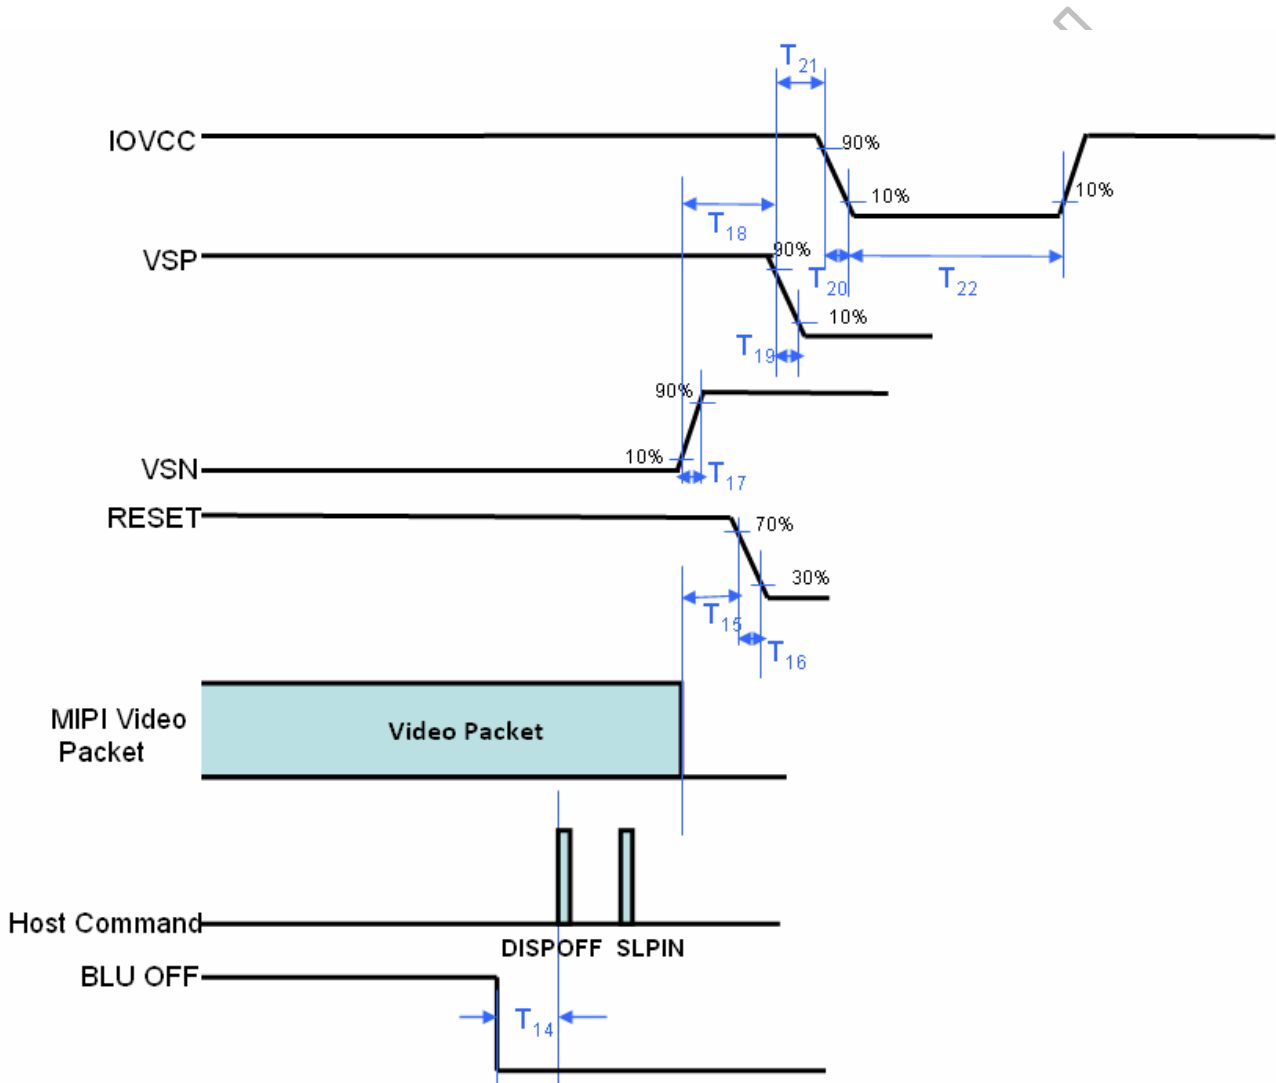 T21
IOVCC
90%
10%
10%
T18
VSP
90%
T20
T22
10%
T19
90%
10%
VSN
T17
RESET
70%
30%
T15
T16
MIPI Video
Packet
Video Packet
Host Command
DISPOFF SLPIN
BLU OFF
T14